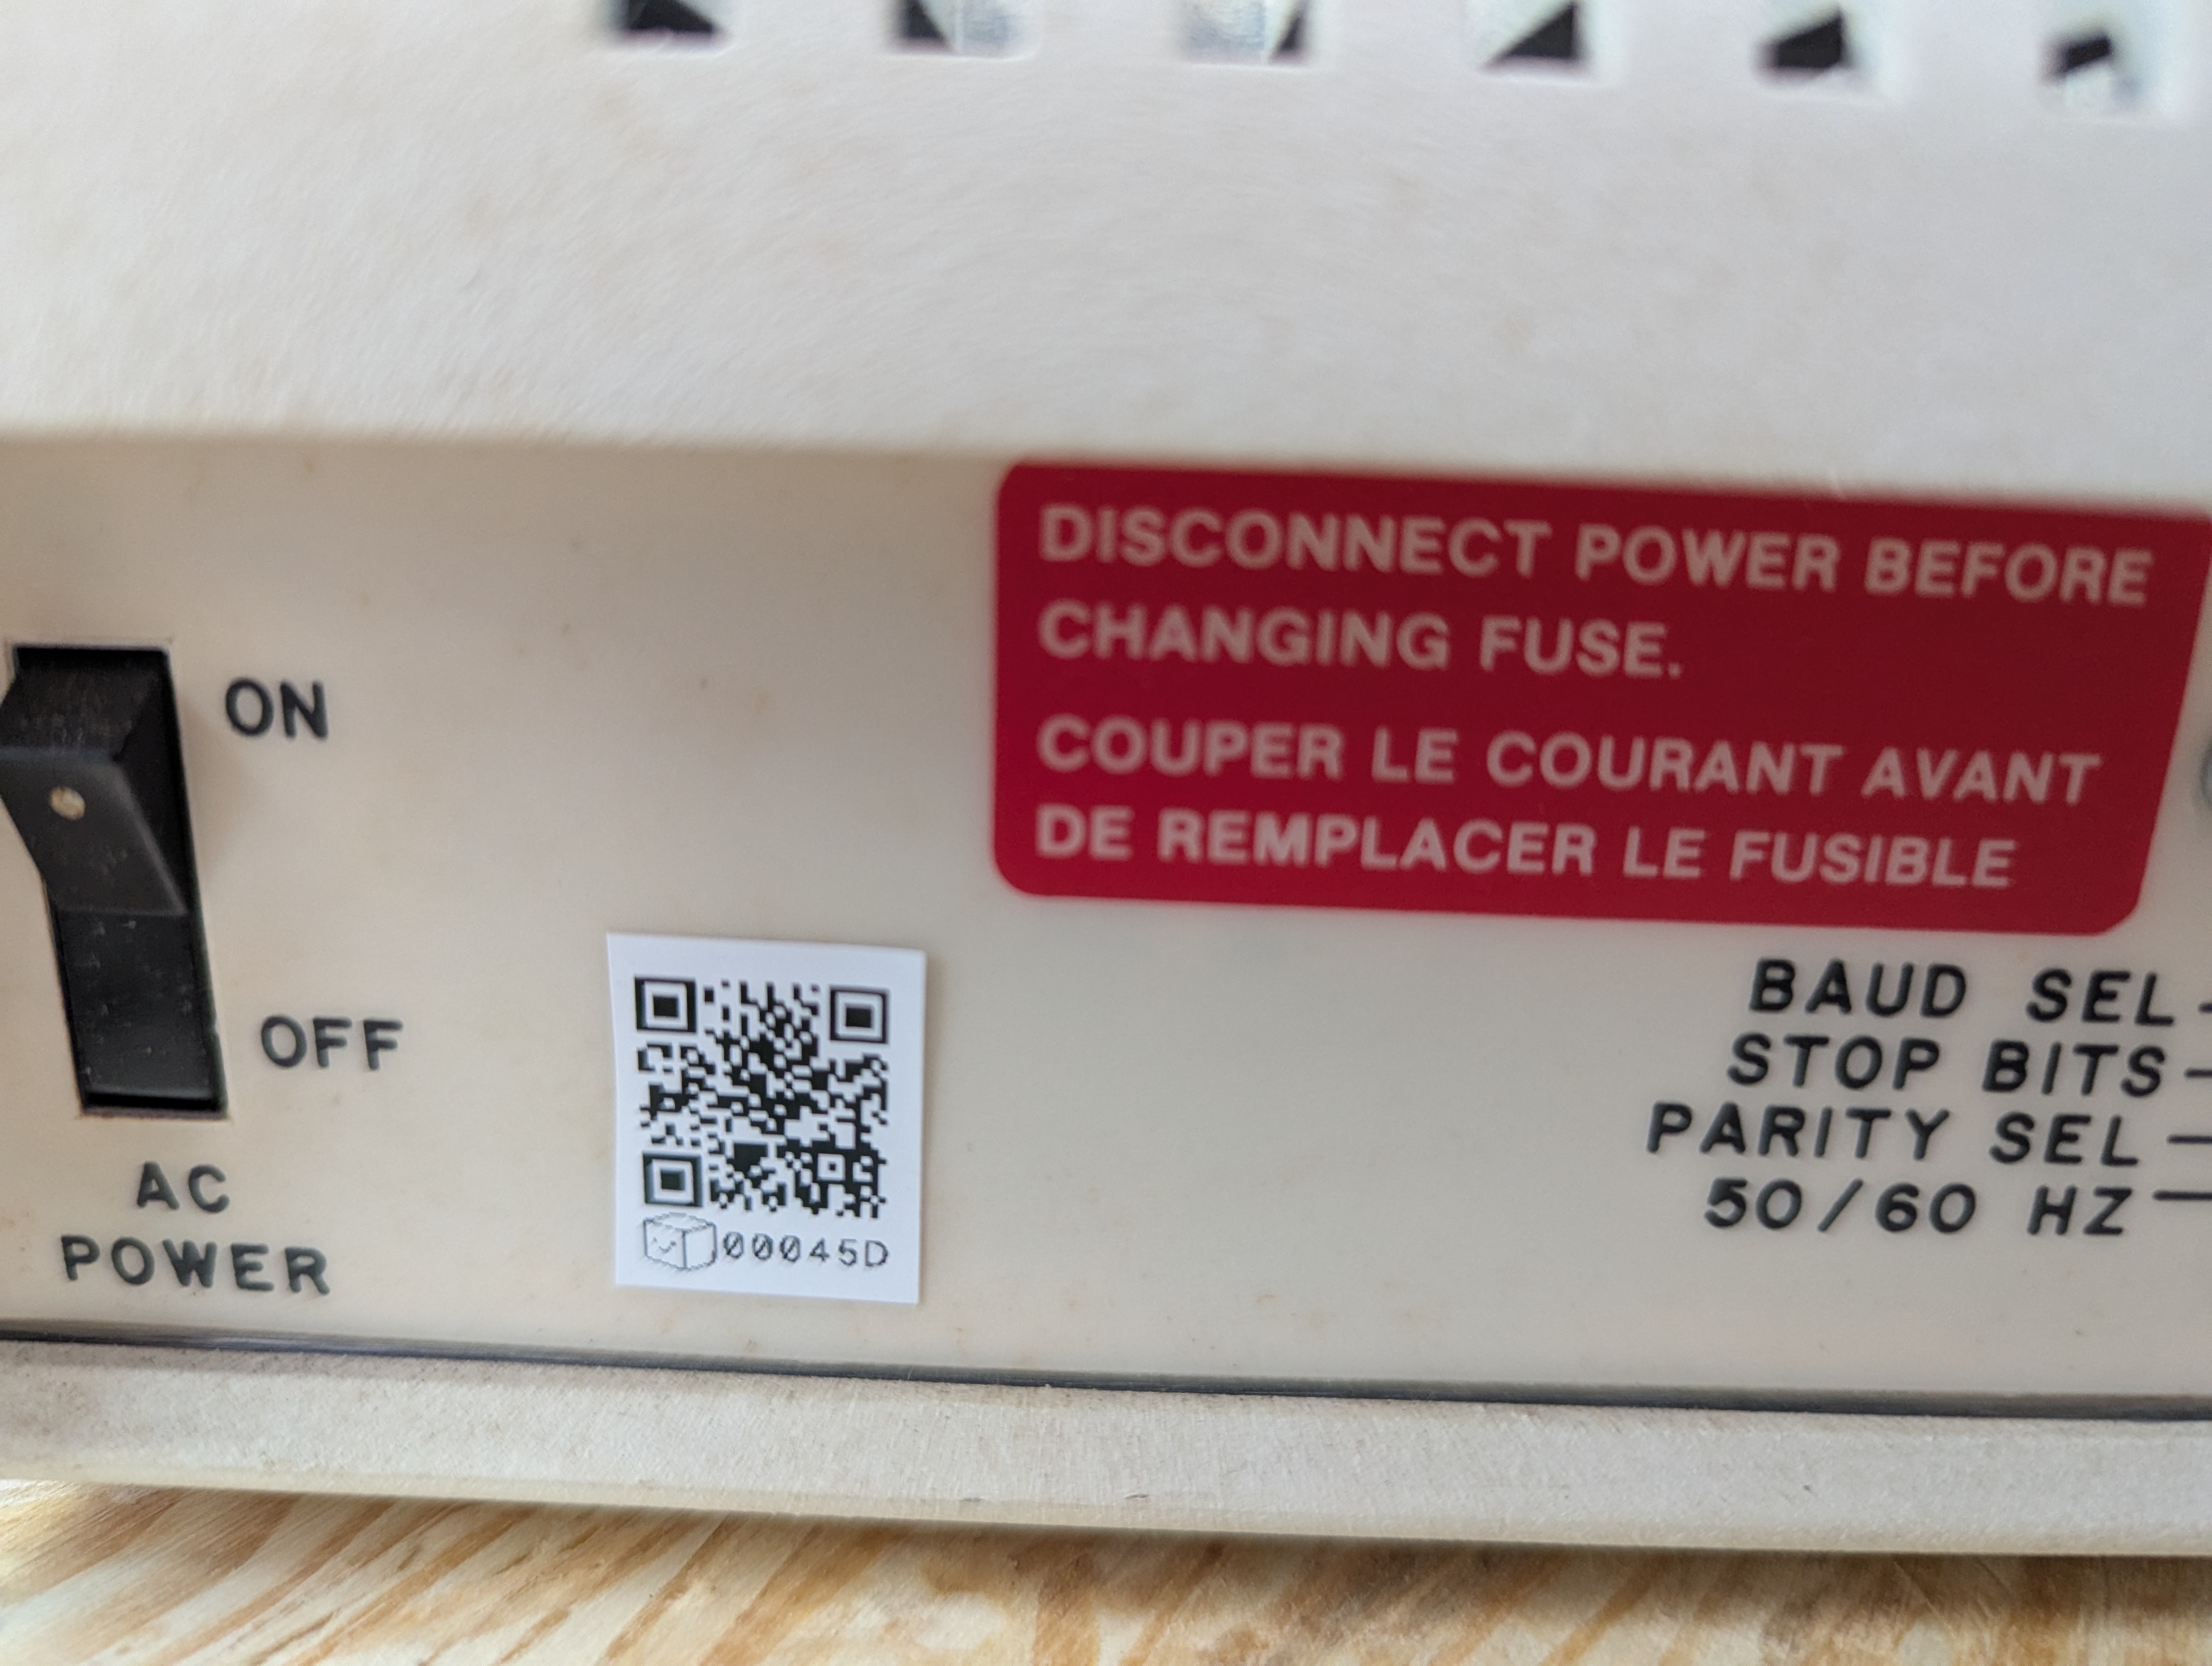 DISCONNECT POWER BEFORE
CHANGING FUSE.
COUPER LE COURANT AVANT
DE REMPLACER LE FUSIBLE
ON
OFF
AC
POWER
00045D
BAUD SEL
STOP BITS
PARITY SEL
50/60 HZ